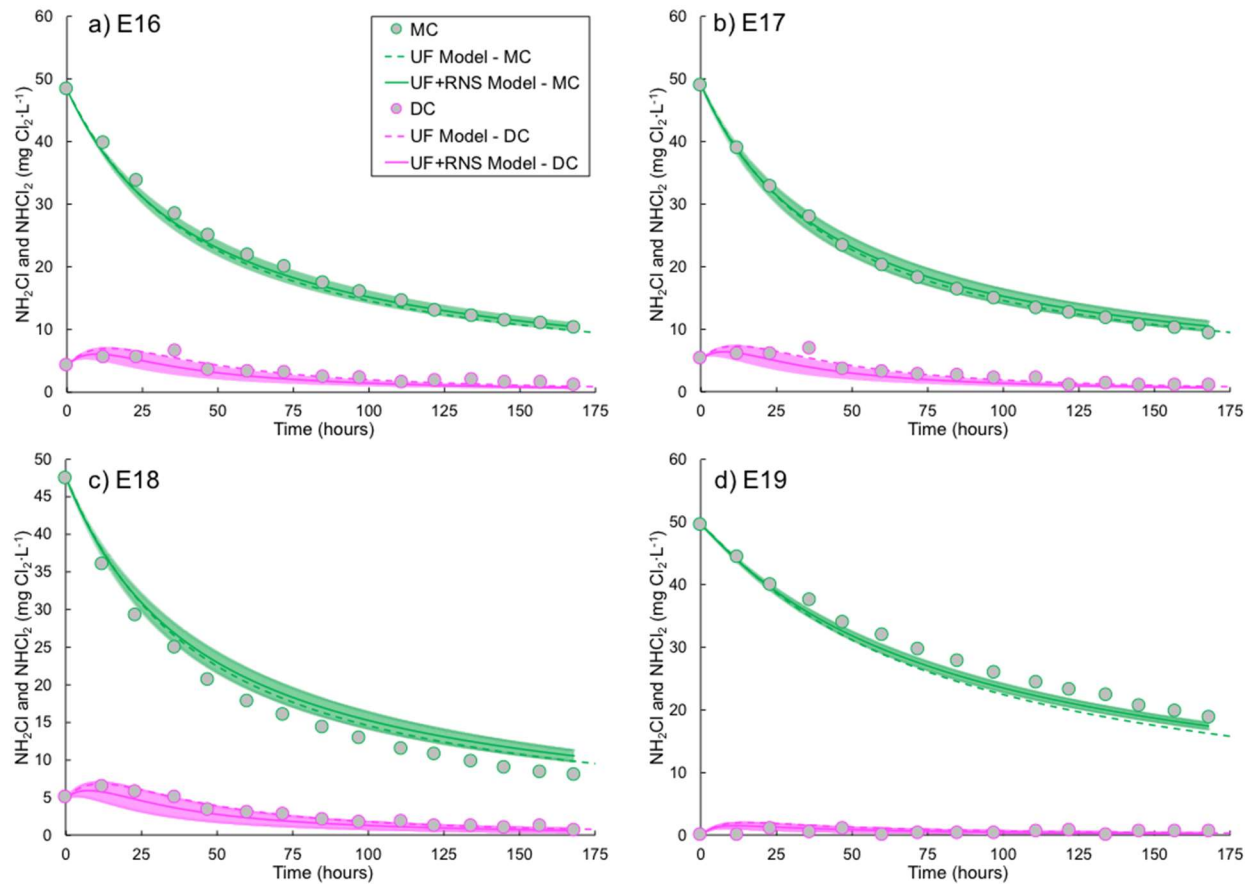 a) E16
NH₂Cl and NHCl₂ (mg Cl₂·L⁻¹)
60
50
40
30
20
10
0
0 25 50 75 100 125 150 175
Time (hours)
MC
UF Model - MC
UF+RNS Model - MC
DC
UF Model - DC
UF+RNS Model - DC
b) E17
NH₂Cl and NHCl₂ (mg Cl₂·L⁻¹)
60
50
40
30
20
10
0
0 25 50 75 100 125 150 175
Time (hours)
c) E18
NH₂Cl and NHCl₂ (mg Cl₂·L⁻¹)
50
45
40
35
30
25
20
15
10
5
0
0 25 50 75 100 125 150 175
Time (hours)
d) E19
NH₂Cl and NHCl₂ (mg Cl₂·L⁻¹)
60
50
40
30
20
10
0
0 25 50 75 100 125 150 175
Time (hours)